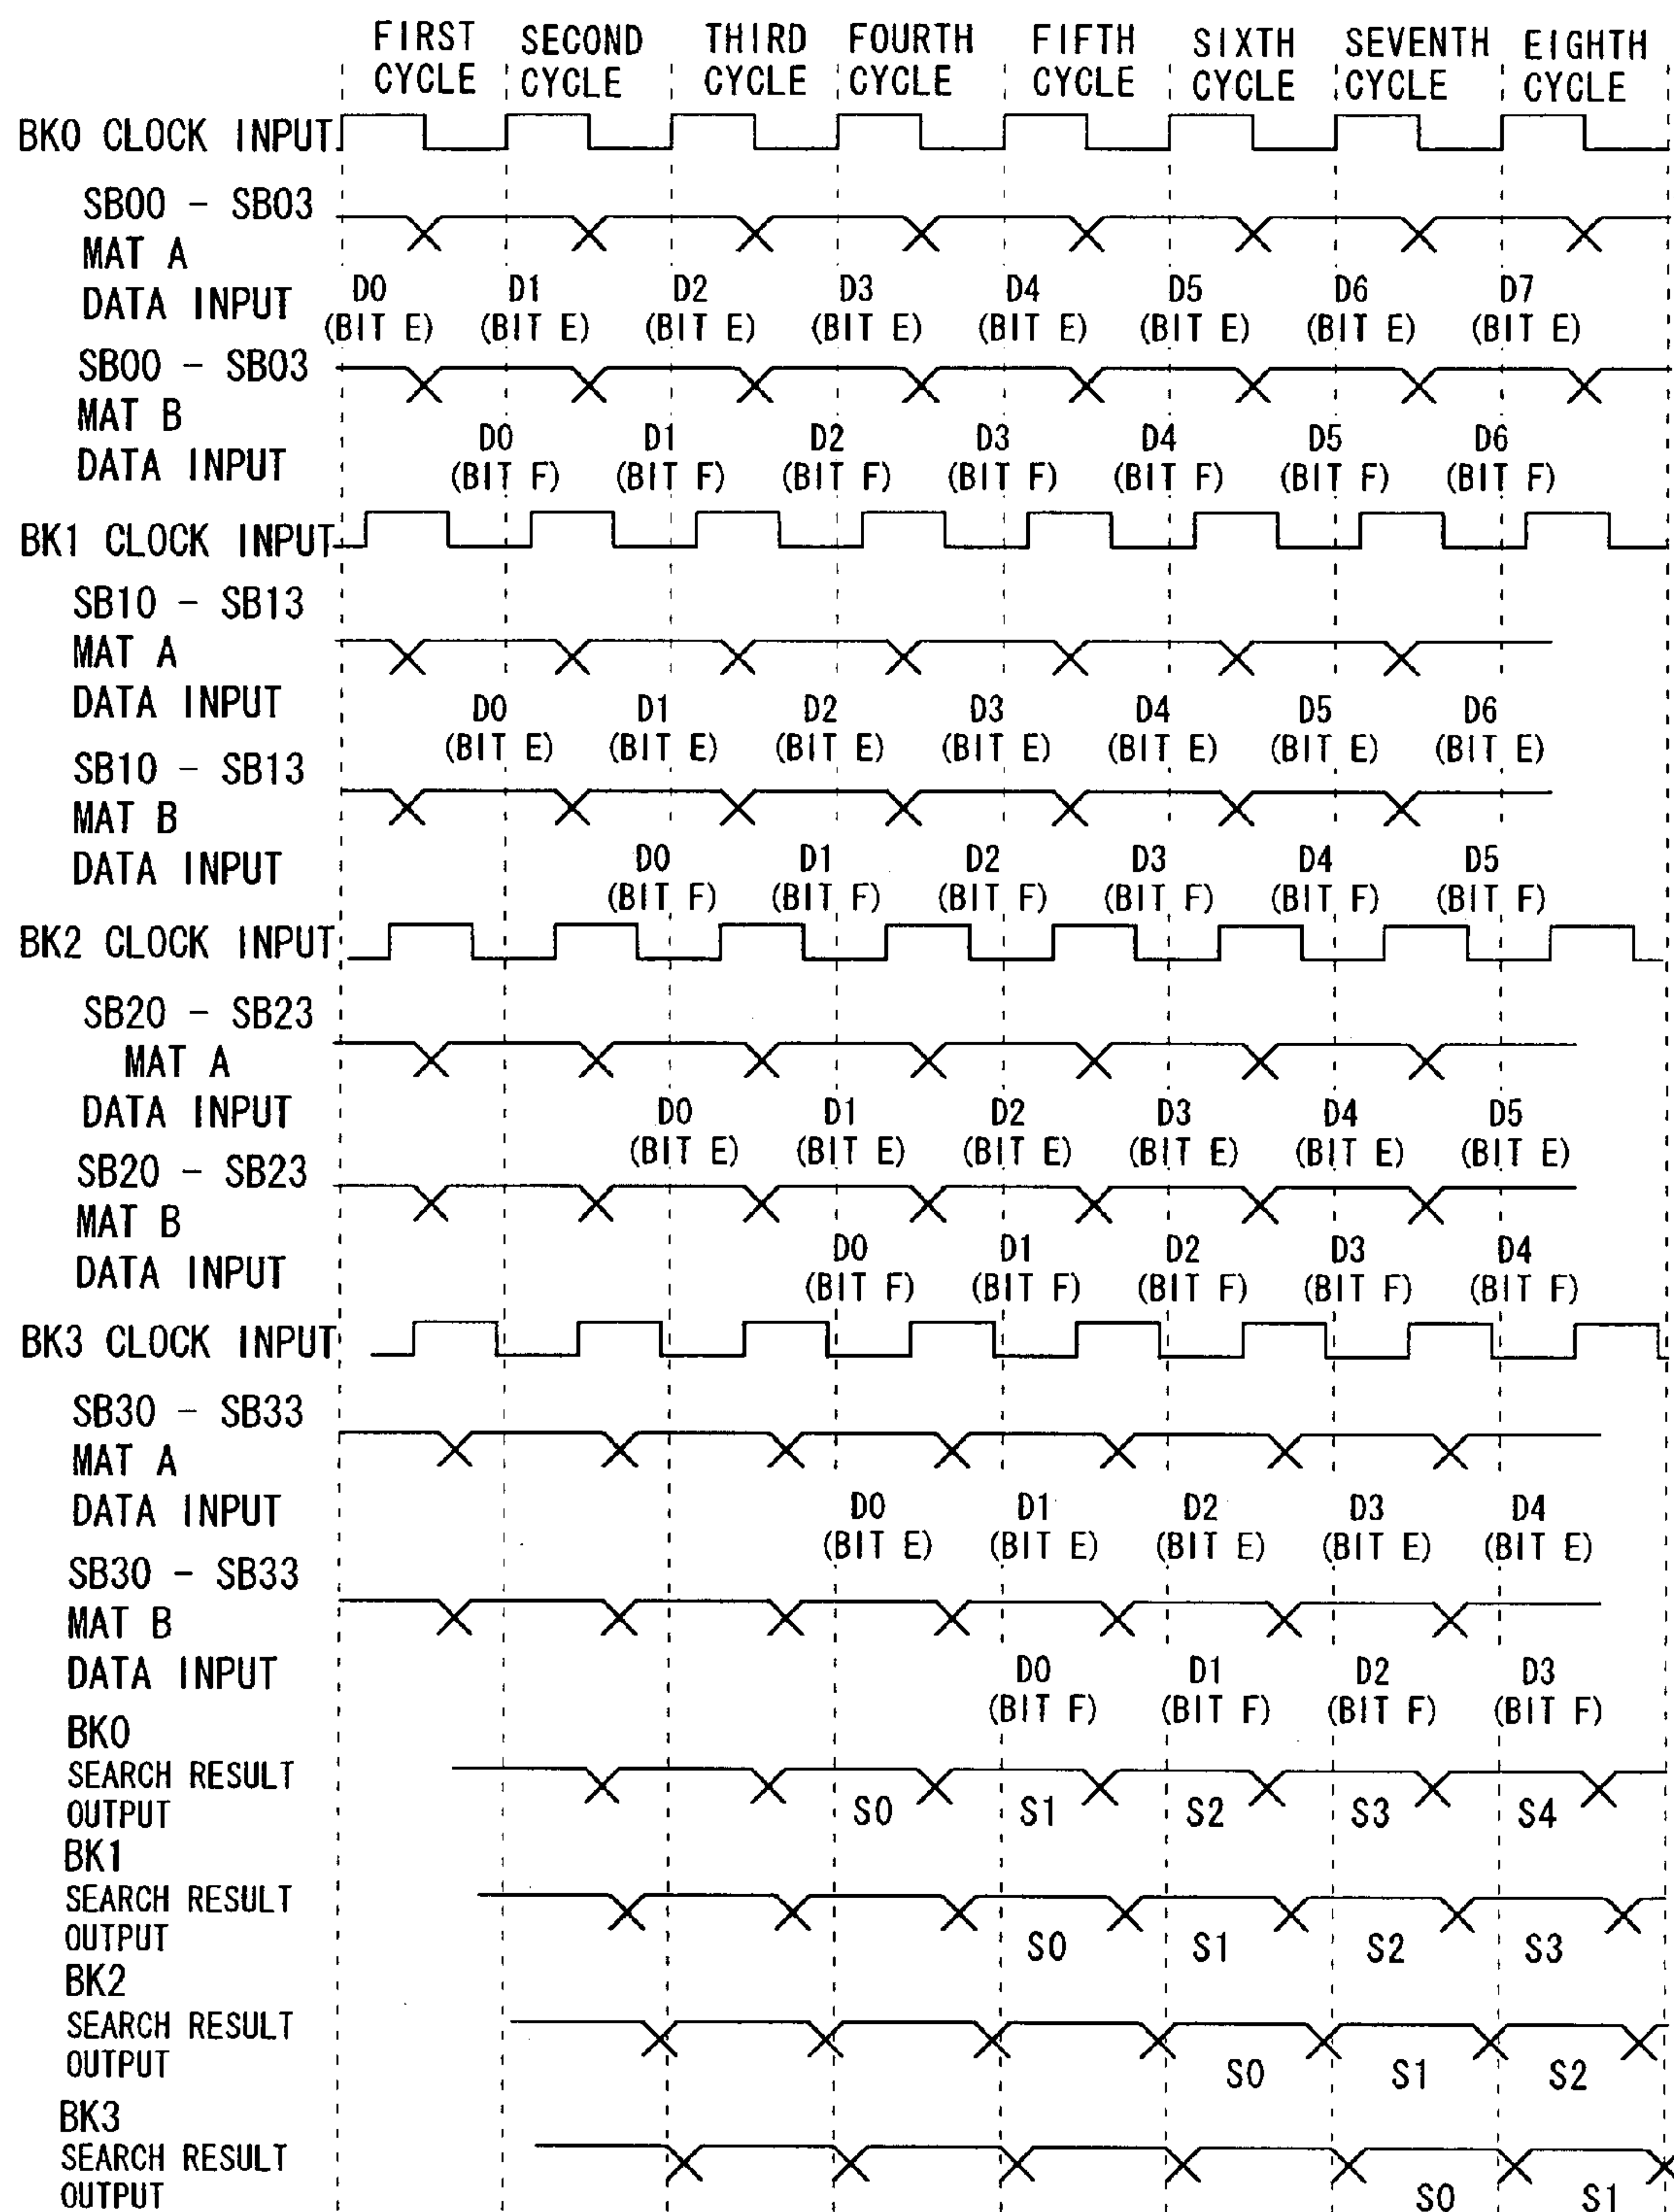 FIRST SECOND THIRD FOURTH FIFTH SIXTH SEVENTH EIGHTH
CYCLE CYCLE CYCLE CYCLE CYCLE CYCLE CYCLE CYCLE
BK0 CLOCK INPUT
SB00 - SB03
MAT A
DATA INPUT
D0 D1 D2 D3 D4 D5 D6 D7
(BIT E) (BIT E) (BIT E) (BIT E) (BIT E) (BIT E) (BIT E) (BIT E)
SB00 - SB03
MAT B
DATA INPUT
D0 D1 D2 D3 D4 D5 D6
(BIT F) (BIT F) (BIT F) (BIT F) (BIT F) (BIT F) (BIT F)
BK1 CLOCK INPUT
SB10 - SB13
MAT A
DATA INPUT
D0 D1 D2 D3 D4 D5 D6
(BIT E) (BIT E) (BIT E) (BIT E) (BIT E) (BIT E) (BIT E)
SB10 - SB13
MAT B
DATA INPUT
D0 D1 D2 D3 D4 D5
(BIT F) (BIT F) (BIT F) (BIT F) (BIT F) (BIT F)
BK2 CLOCK INPUT
SB20 - SB23
MAT A
DATA INPUT
D0 D1 D2 D3 D4 D5
(BIT E) (BIT E) (BIT E) (BIT E) (BIT E) (BIT E)
SB20 - SB23
MAT B
DATA INPUT
D0 D1 D2 D3 D4
(BIT F) (BIT F) (BIT F) (BIT F) (BIT F)
BK3 CLOCK INPUT
SB30 - SB33
MAT A
DATA INPUT
D0 D1 D2 D3 D4
(BIT E) (BIT E) (BIT E) (BIT E) (BIT E)
SB30 - SB33
MAT B
DATA INPUT
D0 D1 D2 D3
(BIT F) (BIT F) (BIT F) (BIT F)
BK0
SEARCH RESULT
OUTPUT
S0 S1 S2 S3 S4
BK1
SEARCH RESULT
OUTPUT
S0 S1 S2 S3
BK2
SEARCH RESULT
OUTPUT
S0 S1 S2
BK3
SEARCH RESULT
OUTPUT
S0 S1